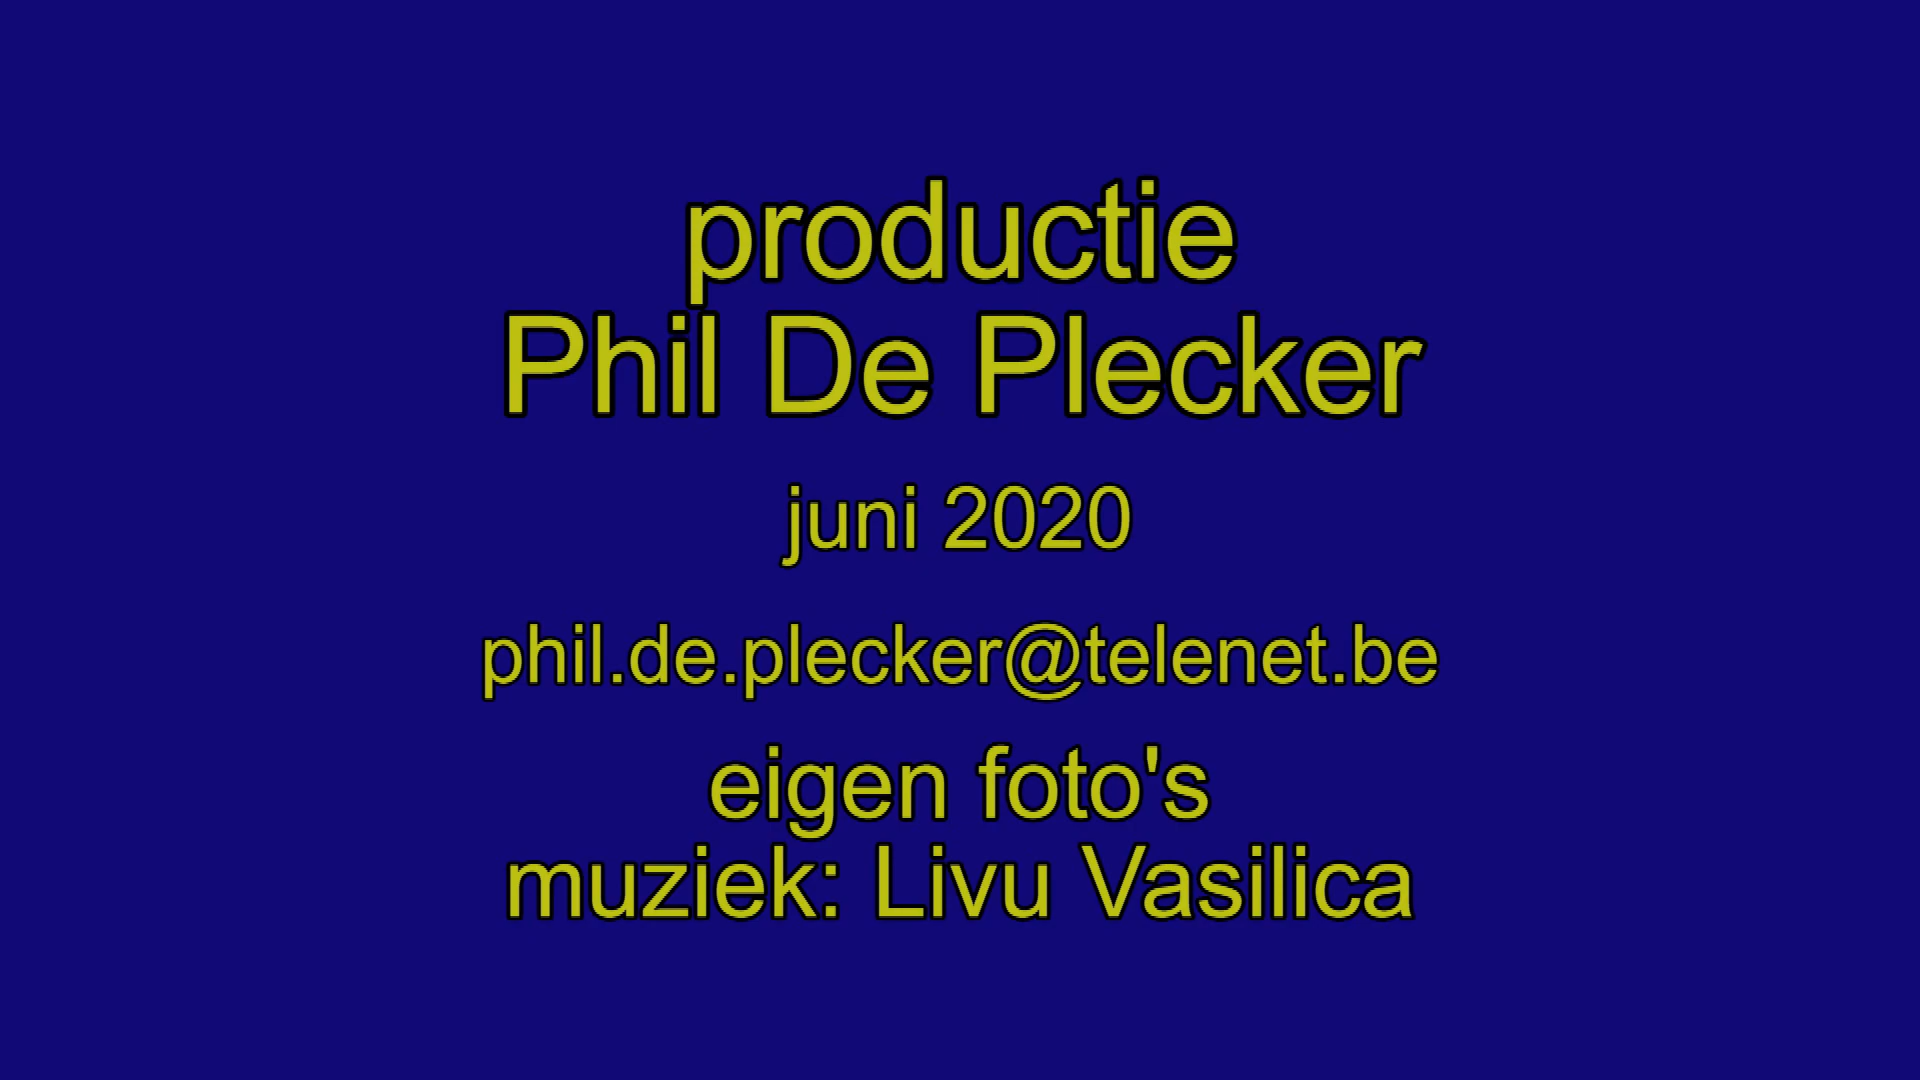 productie
Phil De Plecker
juni 2020
phil.de.plecker@telenet.be
eigen foto's
muziek: Livu Vasilica